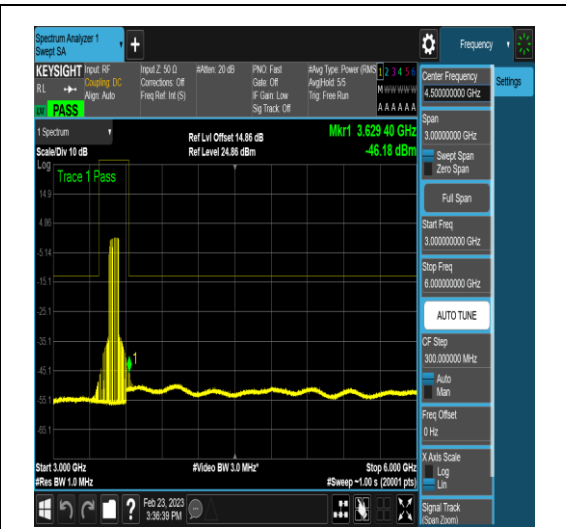 Spectrum Analyzer 1
Swept SA
Frequency
KEYSIGHT
RL
PASS
Input: RF
Coupling: DC
Align: Auto
Input Z: 50 Ω
Corrections: Off
Freq Ref: Int (S)
#Atten: 20 dB
PNO: Fast
Gate: Off
IF Gain: Low
Sig Track: Off
#Avg Type: Power (RMS
Avg|Hold: 5/5
Trig: Free Run
1 2 3 4 5 6
M W W W W W
A A A A A A
1 Spectrum
Scale/Div 10 dB
Ref Lvl Offset 14.86 dB
Ref Level 24.86 dBm
Mkr1 3.629 40 GHz
-46.18 dBm
Log
Trace 1 Pass
14.9
4.86
-5.14
-15.1
-25.1
-35.1
-45.1
-55.1
-65.1
1
Start 3.000 GHz
#Res BW 1.0 MHz
#Video BW 3.0 MHz*
Stop 6.000 GHz
#Sweep ~1.00 s (20001 pts)
Feb 23, 2023
3:36:39 PM
Center Frequency
4.500000000 GHz
Span
3.00000000 GHz
Swept Span
Zero Span
Full Span
Start Freq
3.000000000 GHz
Stop Freq
6.000000000 GHz
AUTO TUNE
CF Step
300.000000 MHz
Auto
Man
Freq Offset
0 Hz
X Axis Scale
Log
Lin
Signal Track
(Span Zoom)
Settings